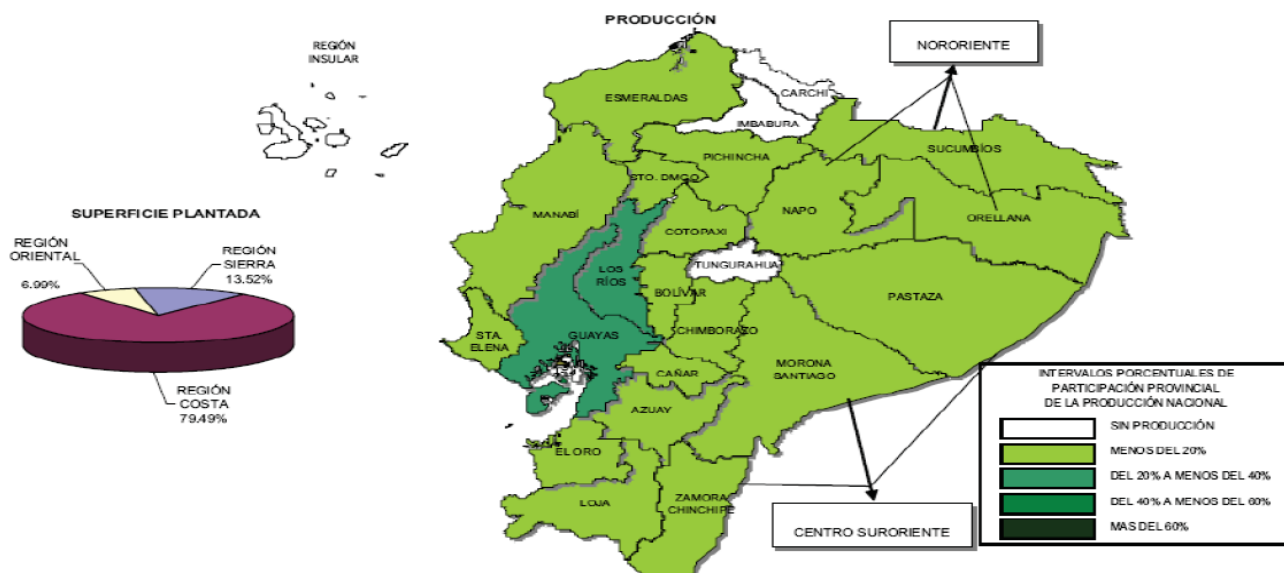 PRODUCCIÓN
REGIÓN
INSULAR
NORORIENTE
CARCHI
ESMERALDAS
IMBABURA
SUCUMBÍOS
PICHINCHA
STO. DMGO
NAPO
ORELLANA
MANABÍ
COTOPAXI
TUNGURAHUA
LOS
RÍOS
BOLÍVAR
PASTAZA
CHIMBORAZO
STA.
ELENA
GUAYAS
CAÑAR
MORONA
SANTIAGO
AZUAY
EL ORO
LOJA
ZAMORA
CHINCHIPE
CENTRO SURORIENTE
SUPERFICIE PLANTADA
REGIÓN
ORIENTAL
6.99%
REGIÓN
SIERRA
13.52%
REGIÓN
COSTA
79.49%
INTERVALOS PORCENTUALES DE
PARTICIPACIÓN PROVINCIAL
DE LA PRODUCCIÓN NACIONAL
SIN PRODUCCIÓN
MENOS DEL 20%
DEL 20% A MENOS DEL 40%
DEL 40% A MENOS DEL 60%
MAS DEL 60%